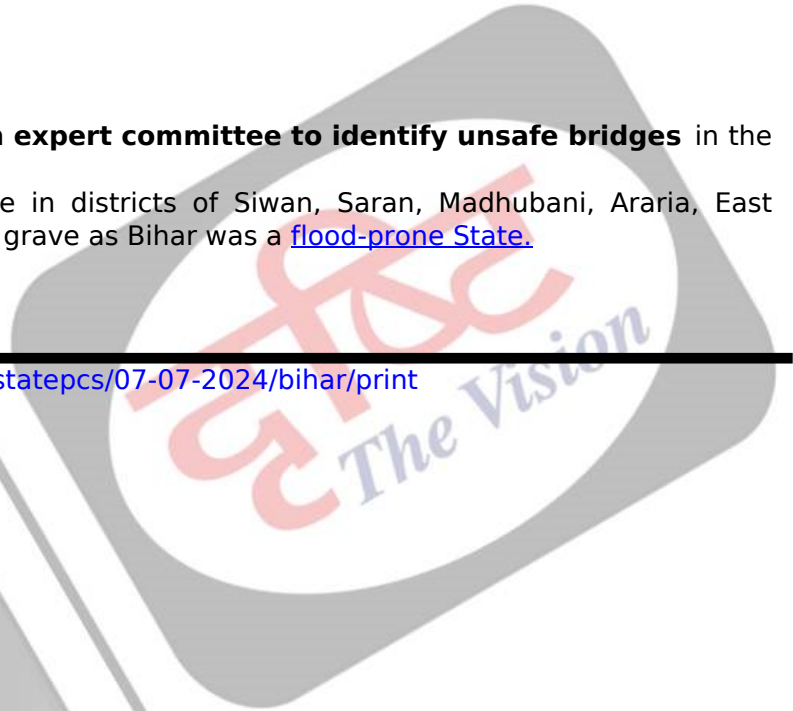 expert committee to identify unsafe bridges in the
e in districts of Siwan, Saran, Madhubani, Araria, East
grave as Bihar was a flood-prone State.
statepcs/07-07-2024/bihar/print
दृष्टि
The Vision